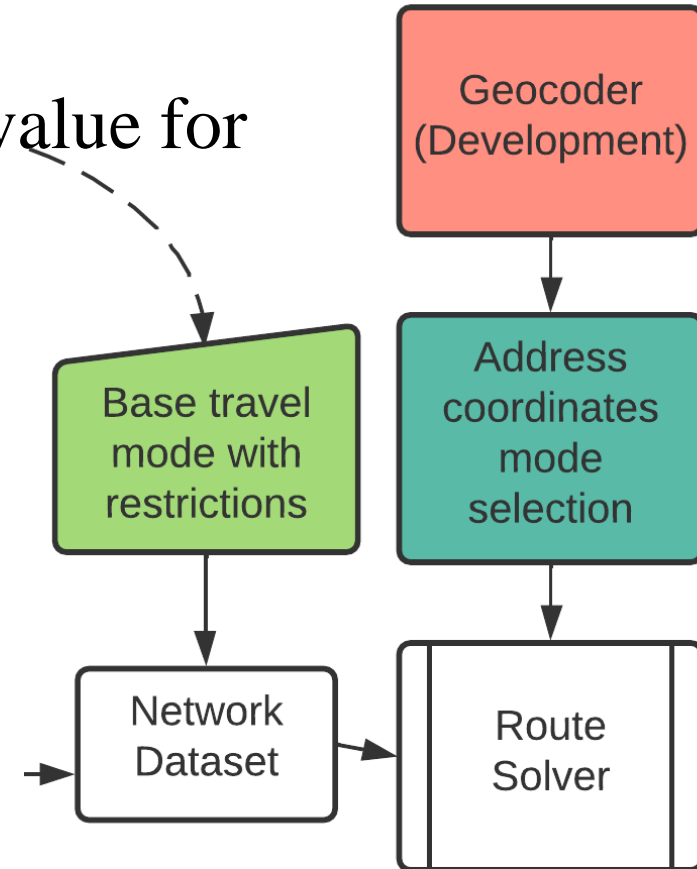 value for
Geocoder
(Development)
Address
coordinates
mode
selection
Base travel
mode with
restrictions
Network
Dataset
Route
Solver